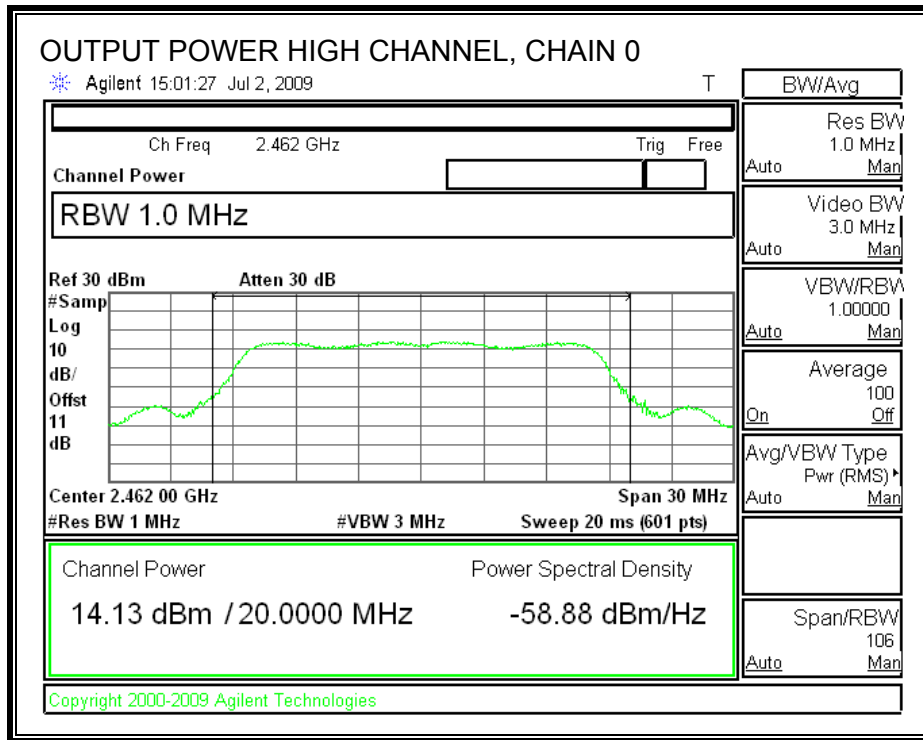 OUTPUT POWER HIGH CHANNEL, CHAIN 0
Agilent 15:01:27 Jul 2, 2009 T
Ch Freq 2.462 GHz Trig Free
Channel Power
RBW 1.0 MHz
Ref 30 dBm Atten 30 dB
#Samp
Log
10
dB/
Offst
11
dB
Center 2.462 00 GHz Span 30 MHz
#Res BW 1 MHz #VBW 3 MHz Sweep 20 ms (601 pts)
Channel Power Power Spectral Density
14.13 dBm / 20.0000 MHz -58.88 dBm/Hz
Copyright 2000-2009 Agilent Technologies
BW/Avg
Res BW
1.0 MHz
Auto Man
Video BW
3.0 MHz
Auto Man
VBW/RBW
1.00000
Auto Man
Average
100
On Off
Avg/VBW Type
Pwr (RMS)
Auto Man
Span/RBW
106
Auto Man